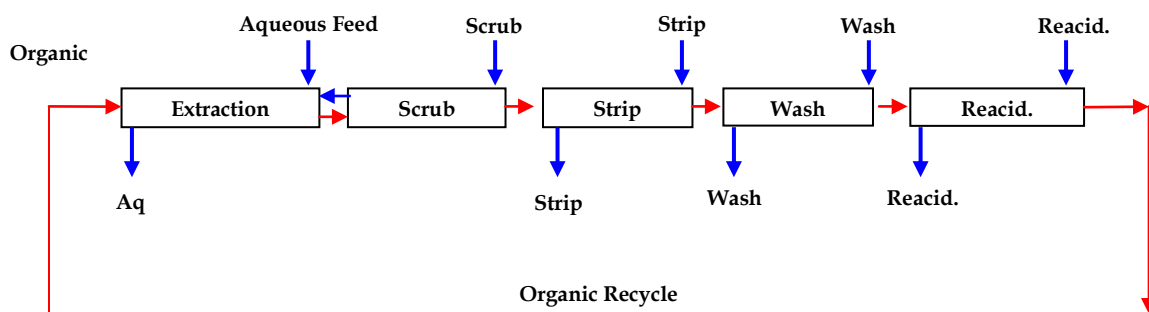 Aqueous Feed
Scrub
Strip
Wash
Reacid.
Organic
Extraction
Scrub
Strip
Wash
Reacid.
Aq
Strip
Wash
Reacid.
Organic Recycle